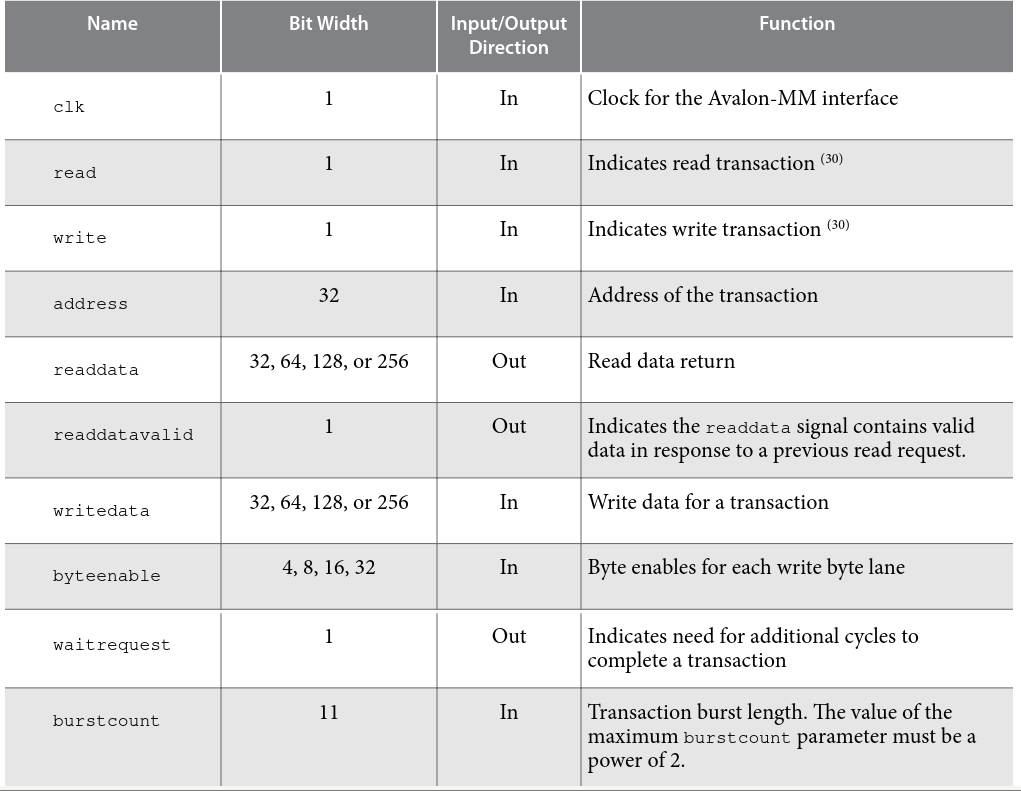 Name Bit Width Input/Output Direction Function
clk 1 In Clock for the Avalon-MM interface
read 1 In Indicates read transaction (30)
write 1 In Indicates write transaction (30)
address 32 In Address of the transaction
readdata 32, 64, 128, or 256 Out Read data return
readdatavalid 1 Out Indicates the readdata signal contains valid
data in response to a previous read request.
writedata 32, 64, 128, or 256 In Write data for a transaction
byteenable 4, 8, 16, 32 In Byte enables for each write byte lane
waitrequest 1 Out Indicates need for additional cycles to
complete a transaction
burstcount 11 In Transaction burst length. The value of the
maximum burstcount parameter must be a
power of 2.